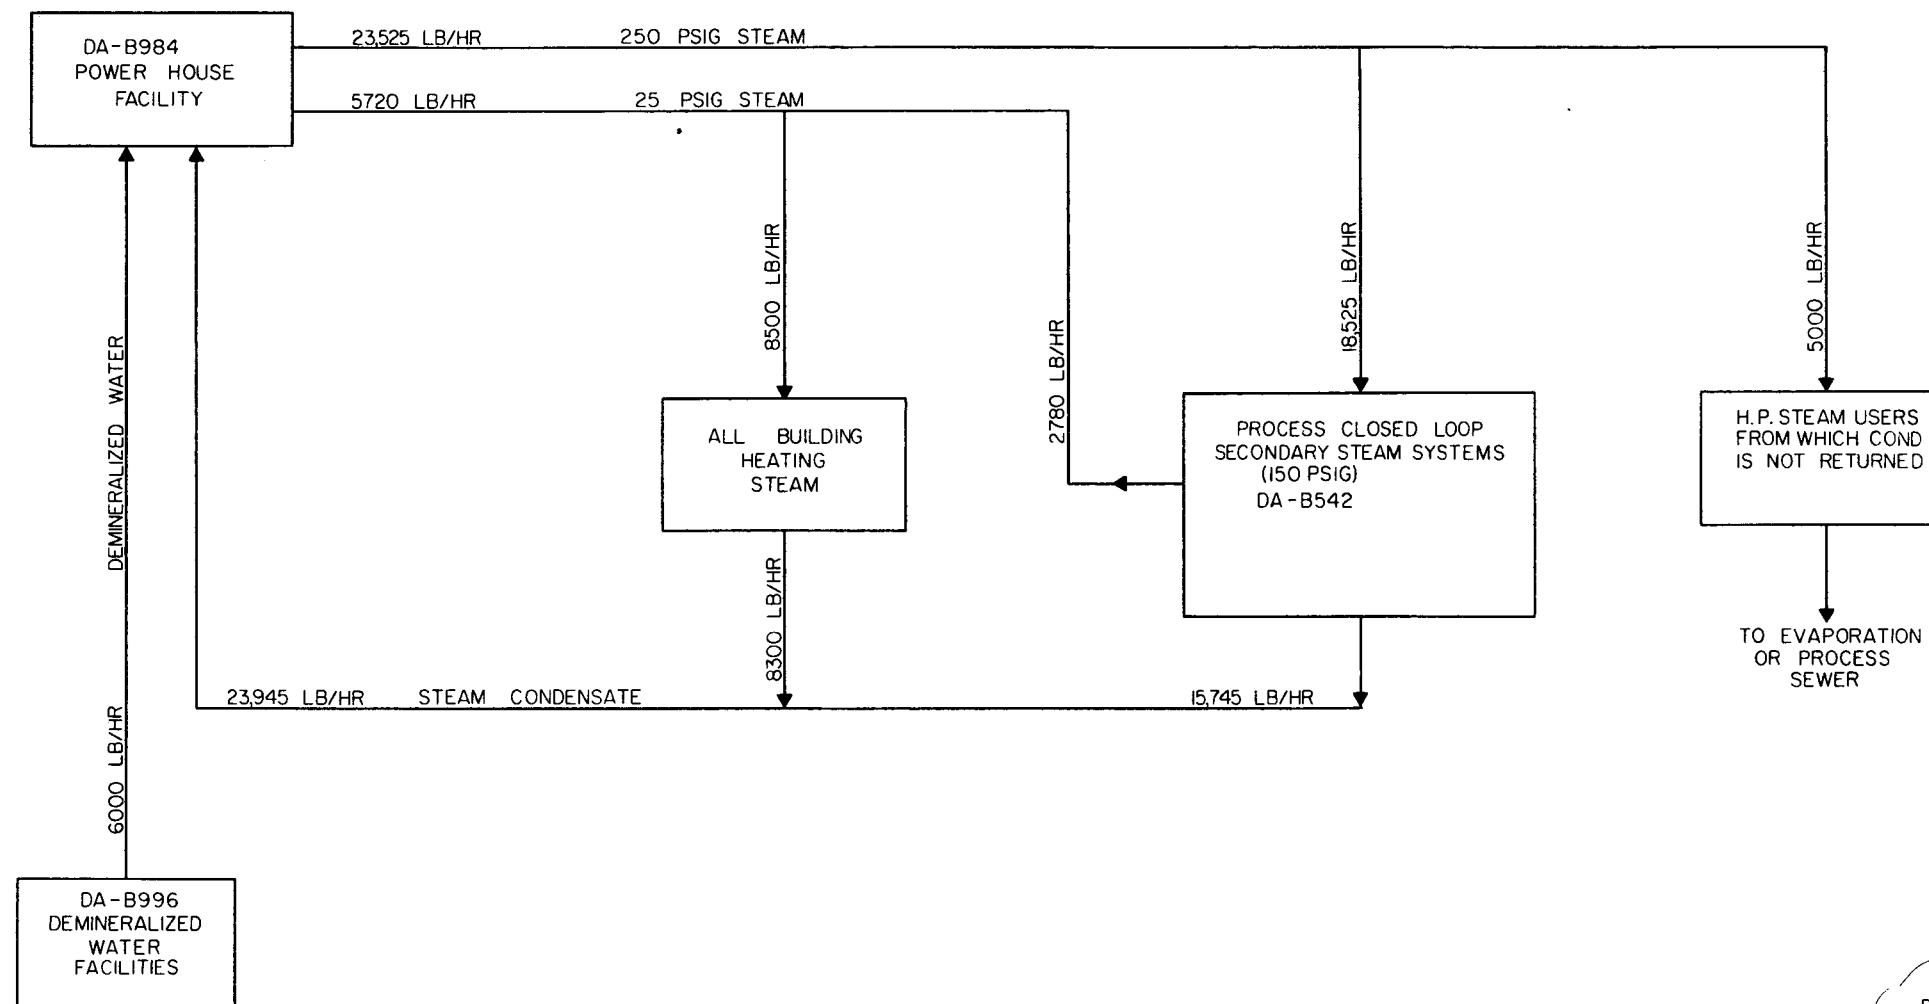 DA-B984
POWER HOUSE
FACILITY
23,525 LB/HR
250 PSIG STEAM
5720 LB/HR
25 PSIG STEAM
DEMINERALIZED WATER
6000 LB/HR
8500 LB/HR
2780 LB/HR
18,525 LB/HR
5000 LB/HR
ALL BUILDING
HEATING
STEAM
PROCESS CLOSED LOOP
SECONDARY STEAM SYSTEMS
(150 PSIG)
DA-B542
H.P. STEAM USERS
FROM WHICH COND
IS NOT RETURNED
8300 LB/HR
TO EVAPORATION
OR PROCESS
SEWER
23,945 LB/HR
STEAM CONDENSATE
15,745 LB/HR
DA-B996
DEMINERALIZED
WATER
FACILITIES